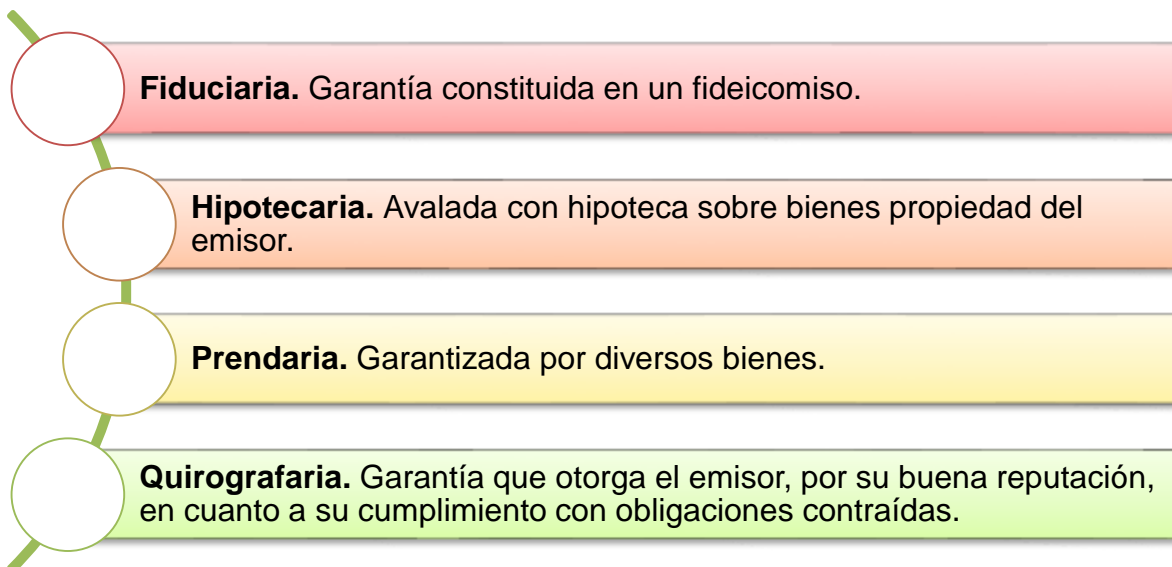 Fiduciaria. Garantía constituida en un fideicomiso.
Hipotecaria. Avalada con hipoteca sobre bienes propiedad del
emisor.
Prendaria. Garantizada por diversos bienes.
Quirografaria. Garantía que otorga el emisor, por su buena reputación,
en cuanto a su cumplimiento con obligaciones contraídas.